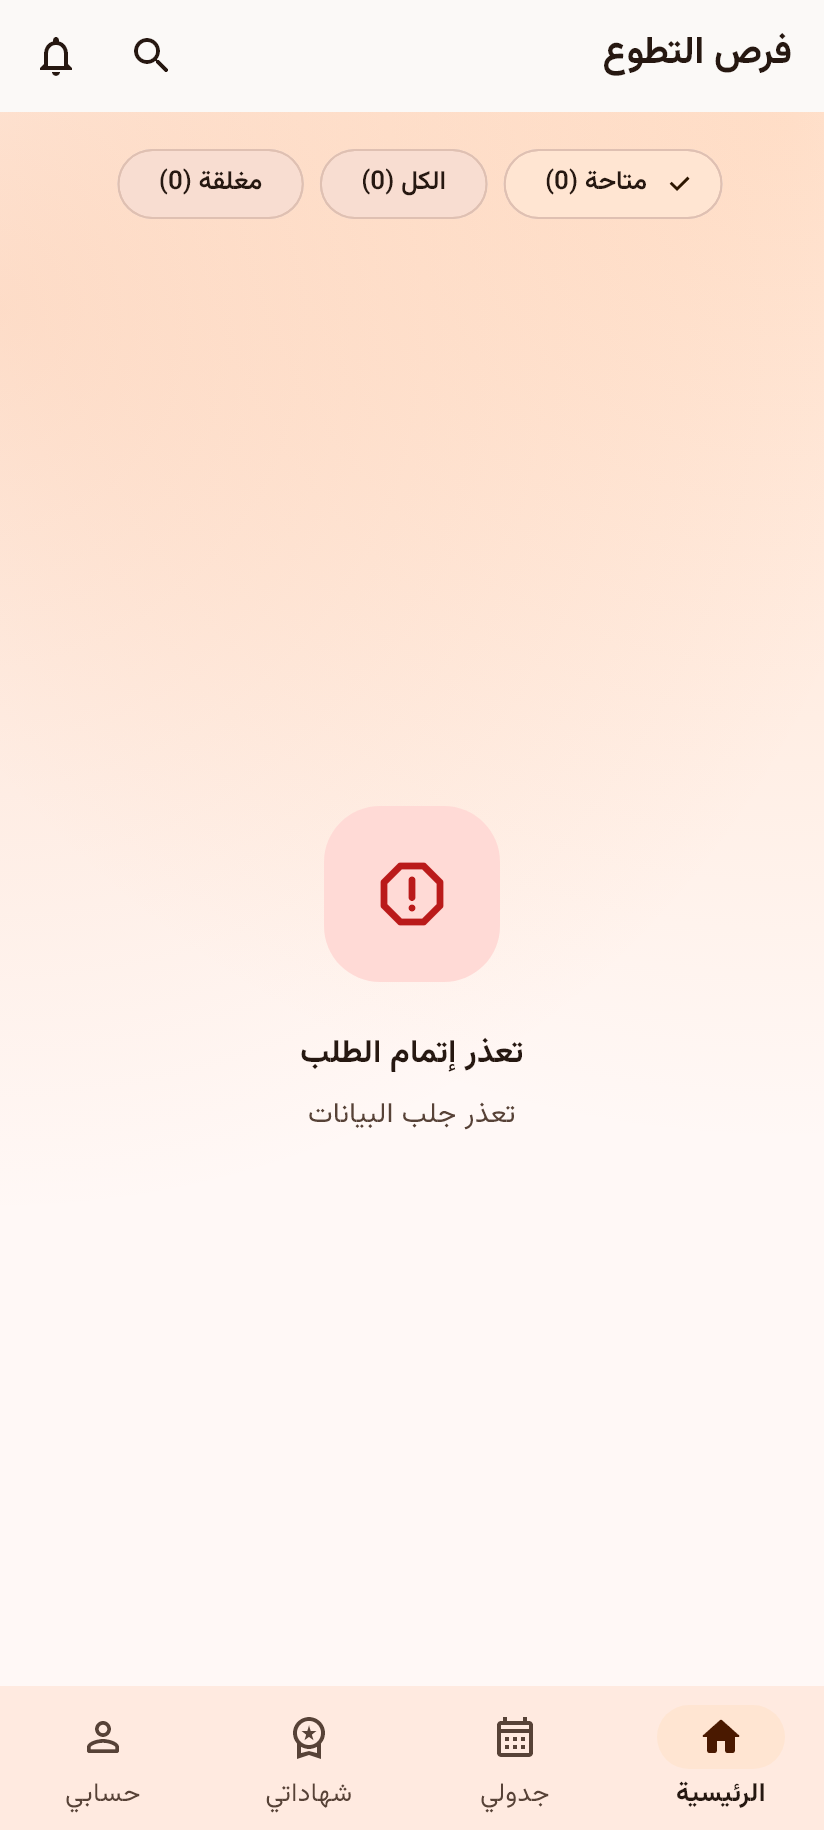 فرص التطوع
متاحة (0)
الكل (0)
مغلقة (0)
تعذر إتمام الطلب
تعذر جلب البيانات
الرئيسية
جدولي
شهاداتي
حسابي